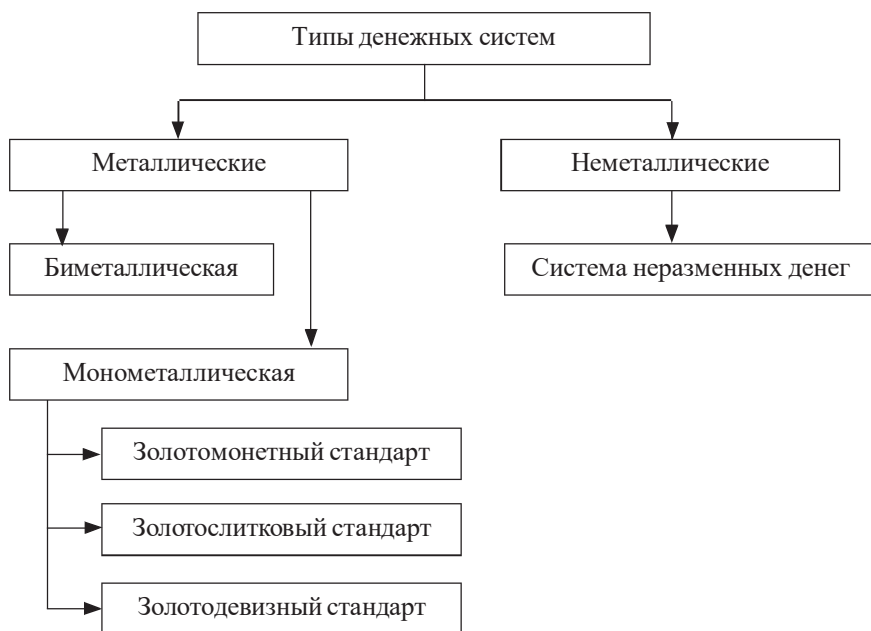 Типы денежных систем
Металлические
Неметаллические
Биметаллическая
Система неразменных денег
Монометаллическая
Золотомонетный стандарт
Золотослитковый стандарт
Золотодевизный стандарт